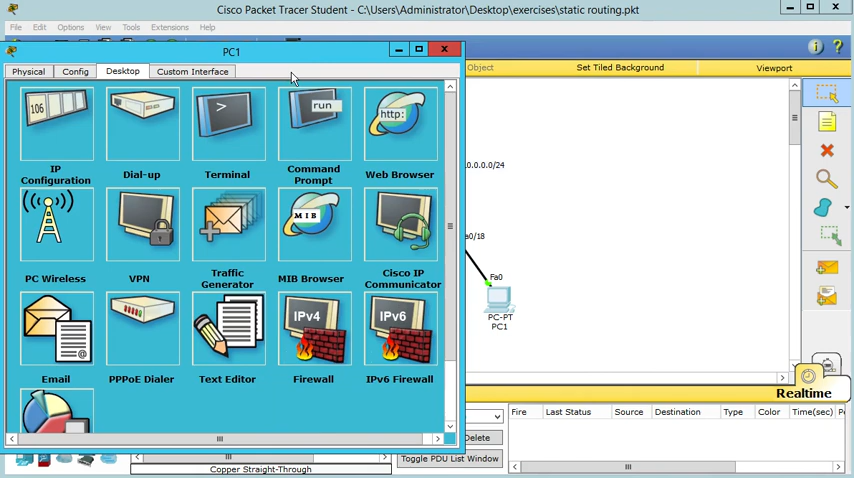 Cisco Packet Tracer Student - C:\Users\Administrator\Desktop\exercises\static routing.pkt
File Edit Options View Tools Extensions Help
PC1
Object Set Tiled Background Viewport
Physical Config Desktop Custom Interface
106
>
run
http:
IP Configuration
Dial-up
Terminal
Command Prompt
Web Browser
MIB
PC Wireless
VPN
Traffic Generator
MIB Browser
Cisco IP Communicator
@
IPv4
IPv6
Email
PPPoE Dialer
Text Editor
Firewall
IPv6 Firewall
0.0.0.0/24
Fa0
PC-PT
PC1
Realtime
Fire Last Status Source Destination Type Color Time(sec)
Delete
Toggle PDU List Window
Copper Straight-Through